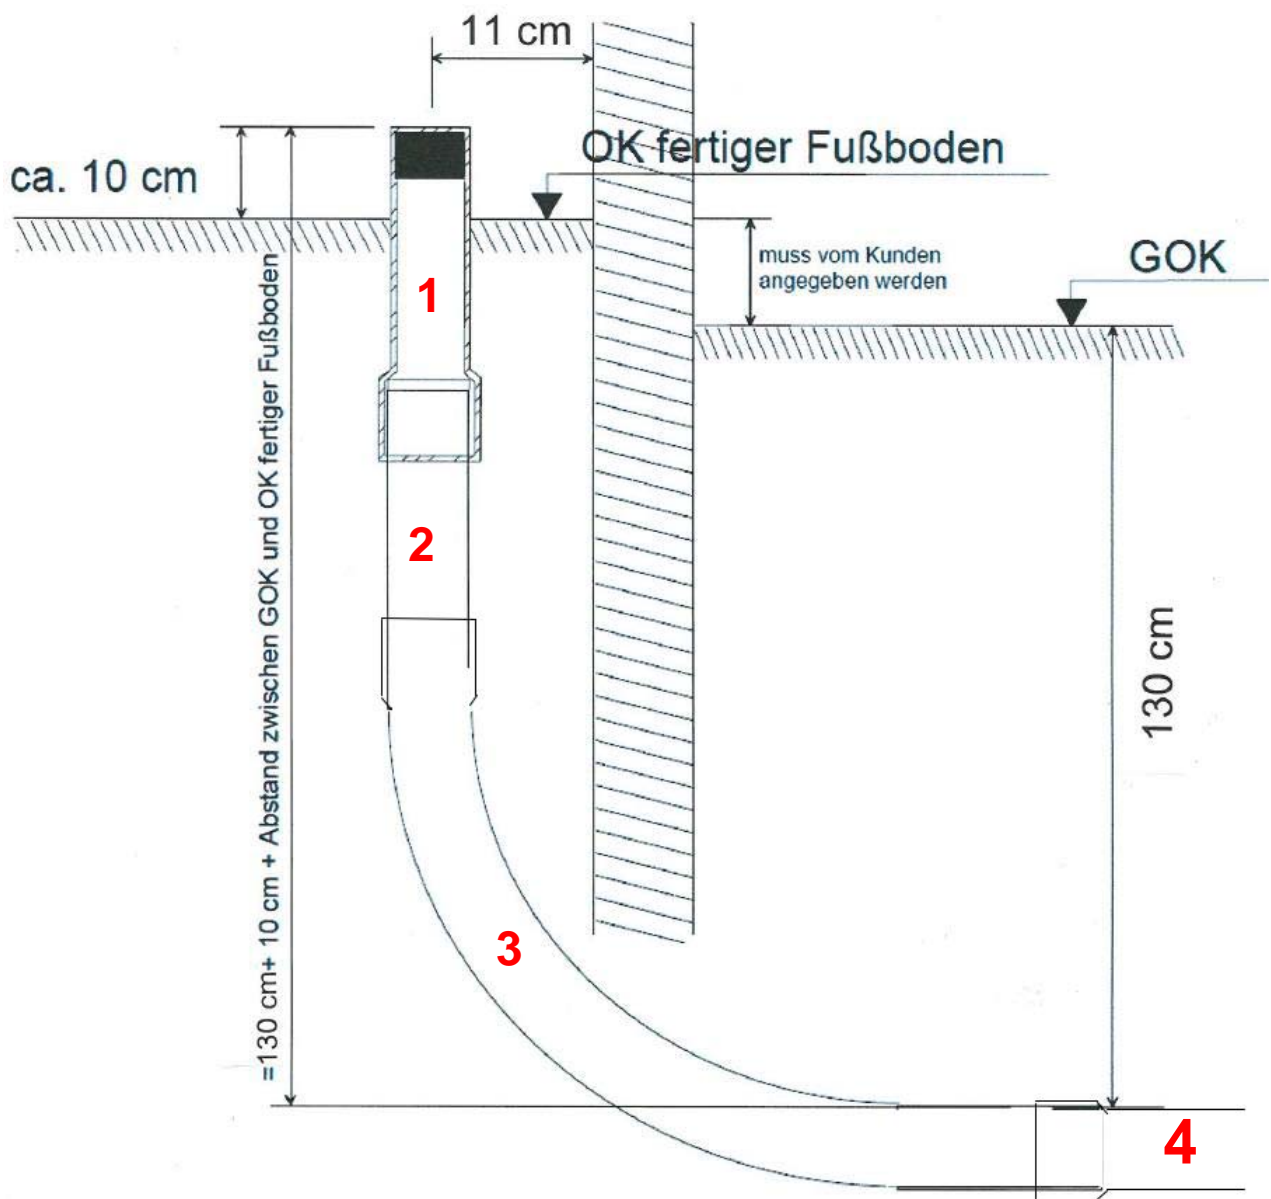 11 cm
OK fertiger Fußboden
ca. 10 cm
muss vom Kunden
angegeben werden
GOK
1
=130 cm+ 10 cm + Abstand zwischen GOK und OK fertiger Fußboden
2
130 cm
3
4